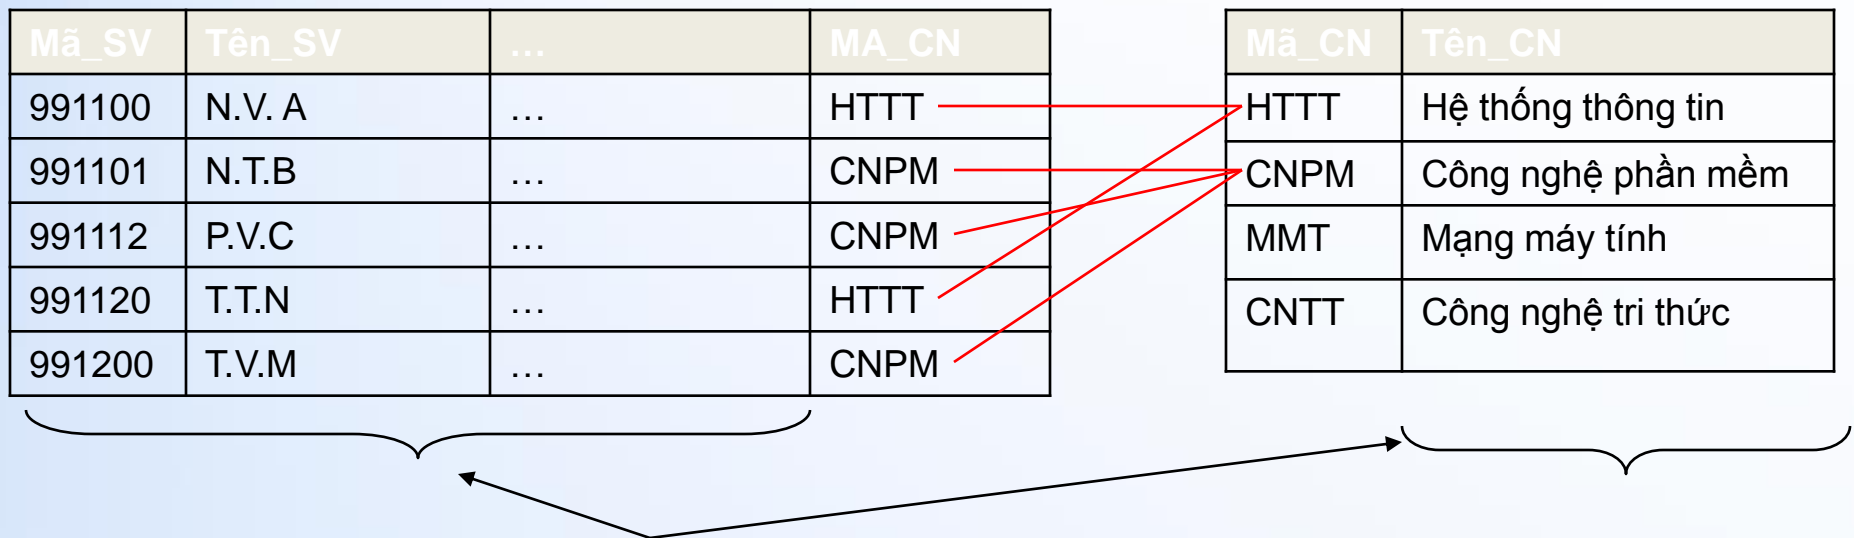 Mã_SV Tên_SV … MA_CN
991100 N.V. A … HTTT
991101 N.T.B … CNPM
991112 P.V.C … CNPM
991120 T.T.N … HTTT
991200 T.V.M … CNPM
Mã_CN Tên_CN
HTTT Hệ thống thông tin
CNPM Công nghệ phần mềm
MMT Mạng máy tính
CNTT Công nghệ tri thức